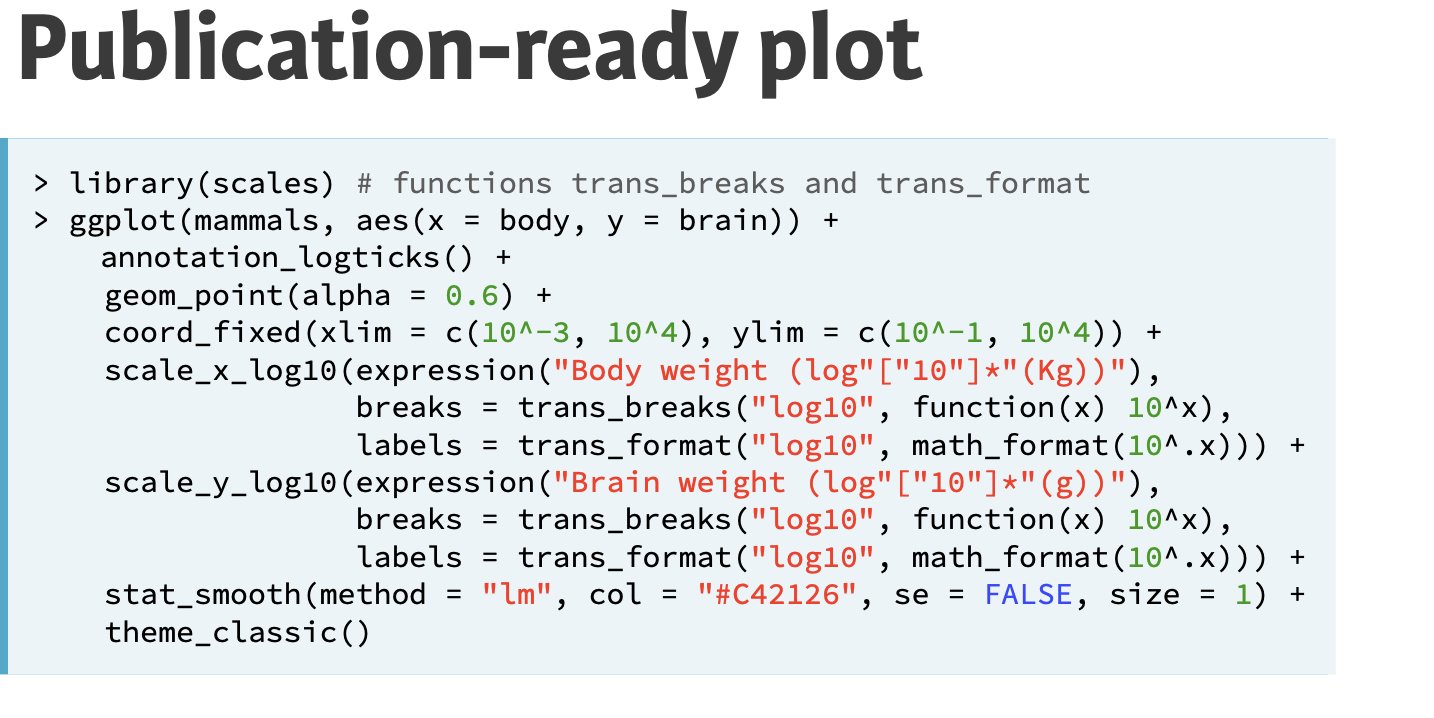 Publication-ready plot
> library(scales) # functions trans_breaks and trans_format
> ggplot(mammals, aes(x = body, y = brain)) +
    annotation_logticks() +
    geom_point(alpha = 0.6) +
    coord_fixed(xlim = c(10^-3, 10^4), ylim = c(10^-1, 10^4)) +
    scale_x_log10(expression("Body weight (log"["10"]*"(Kg))"),
                  breaks = trans_breaks("log10", function(x) 10^x),
                  labels = trans_format("log10", math_format(10^.x))) +
    scale_y_log10(expression("Brain weight (log"["10"]*"(g))"),
                  breaks = trans_breaks("log10", function(x) 10^x),
                  labels = trans_format("log10", math_format(10^.x))) +
    stat_smooth(method = "lm", col = "#C42126", se = FALSE, size = 1) +
    theme_classic()